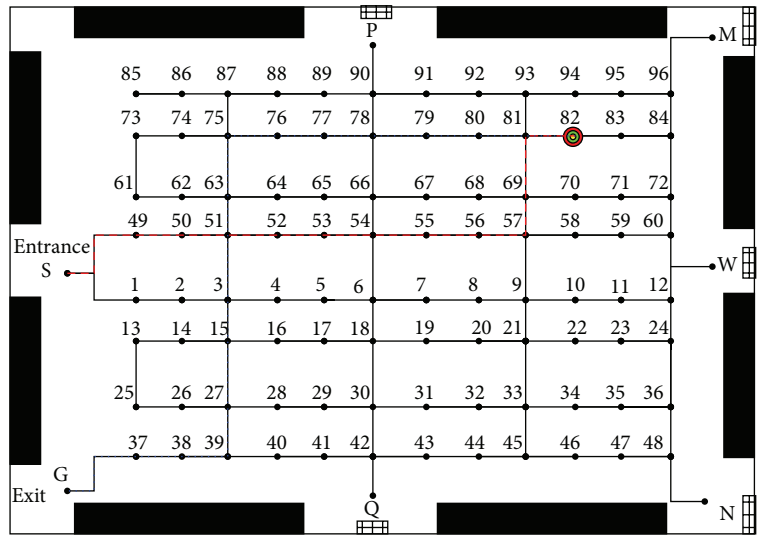 P
M
85 86 87 88 89 90 91 92 93 94 95 96
73 74 75 76 77 78 79 80 81 82 83 84
61 62 63 64 65 66 67 68 69 70 71 72
49 50 51 52 53 54 55 56 57 58 59 60
Entrance
S
W
1 2 3 4 5 6 7 8 9 10 11 12
13 14 15 16 17 18 19 20 21 22 23 24
25 26 27 28 29 30 31 32 33 34 35 36
37 38 39 40 41 42 43 44 45 46 47 48
G
Exit
Q
N